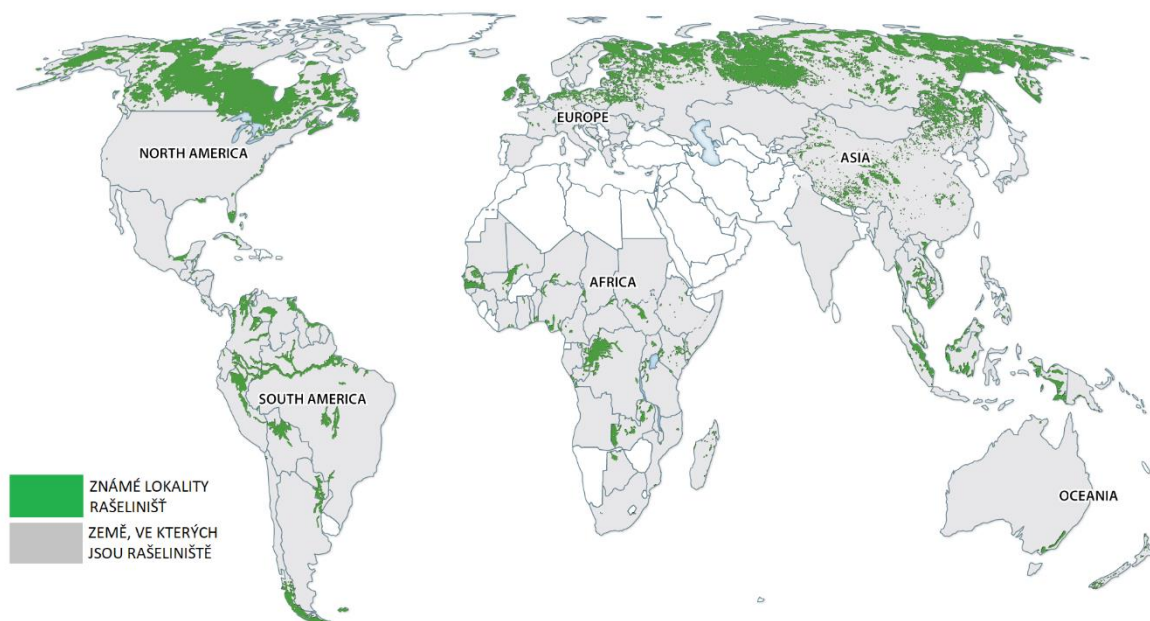 EUROPE
NORTH AMERICA
ASIA
AFRICA
SOUTH AMERICA
OCEANIA
ZNÁMÉ LOKALITY
RAŠELINIŠŤ
ZEMĚ, VE KTERÝCH
JSOU RAŠELINIŠTĚ